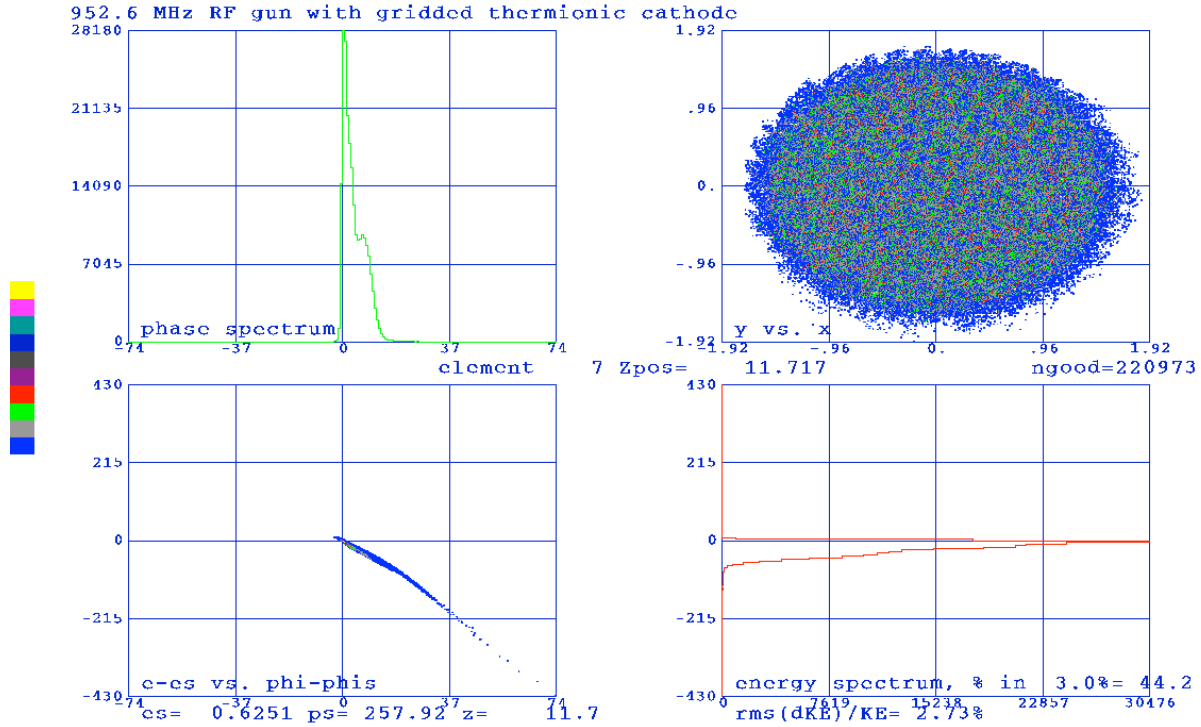 952.6 MHz RF gun with gridded thermionic cathode
28180
21135
14090
7045
0
phase spectrum
-74 -37 0 37 74
1.92
.96
0.
-.96
-1.92
y vs. x
-1.92 -.96 0. .96 1.92
element 7 Zpos= 11.717 ngood=220973
430
215
0
-215
-430
e-es vs. phi-phis
-74 -37 0 37 74
es= 0.6251 ps= 257.92 z= 11.7
430
215
0
-215
-430
energy spectrum, % in 3.0%= 44.2
0 7619 15238 22857 30176
rms(dKE)/KE= 2.73%